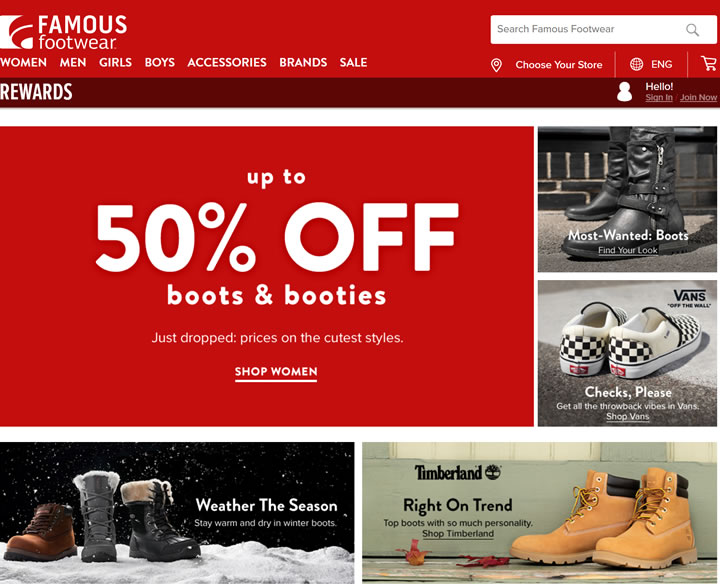 FAMOUS
footwear.
Search Famous Footwear
WOMEN MEN GIRLS BOYS ACCESSORIES BRANDS SALE
Choose Your Store
ENG
REWARDS
Hello!
Sign In / Join Now
up to
50% OFF
boots & booties
Just dropped: prices on the cutest styles.
SHOP WOMEN
Most-Wanted: Boots
Find Your Look
VANS
"OFF THE WALL"
Checks, Please
Get all the throwback vibes in Vans.
Shop Vans
Weather The Season
Stay warm and dry in winter boots.
Timberland
Right On Trend
Top boots with so much personality.
Shop Timberland